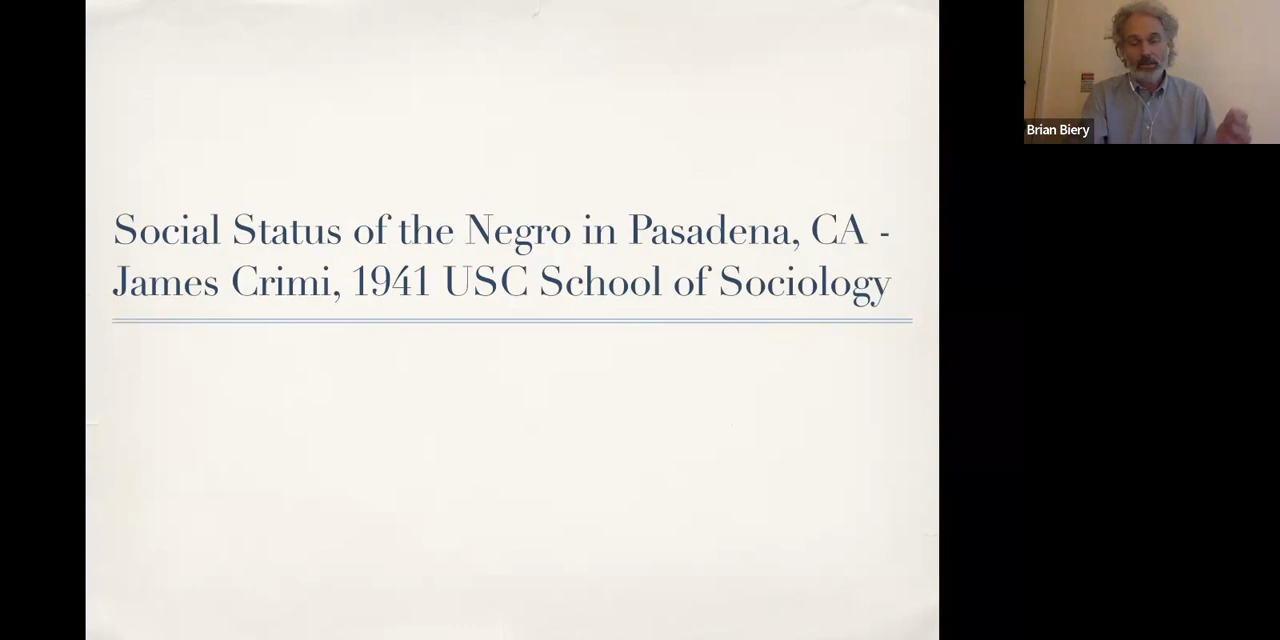 Social Status of the Negro in Pasadena, CA -
James Crimi, 1941 USC School of Sociology
Brian Biery